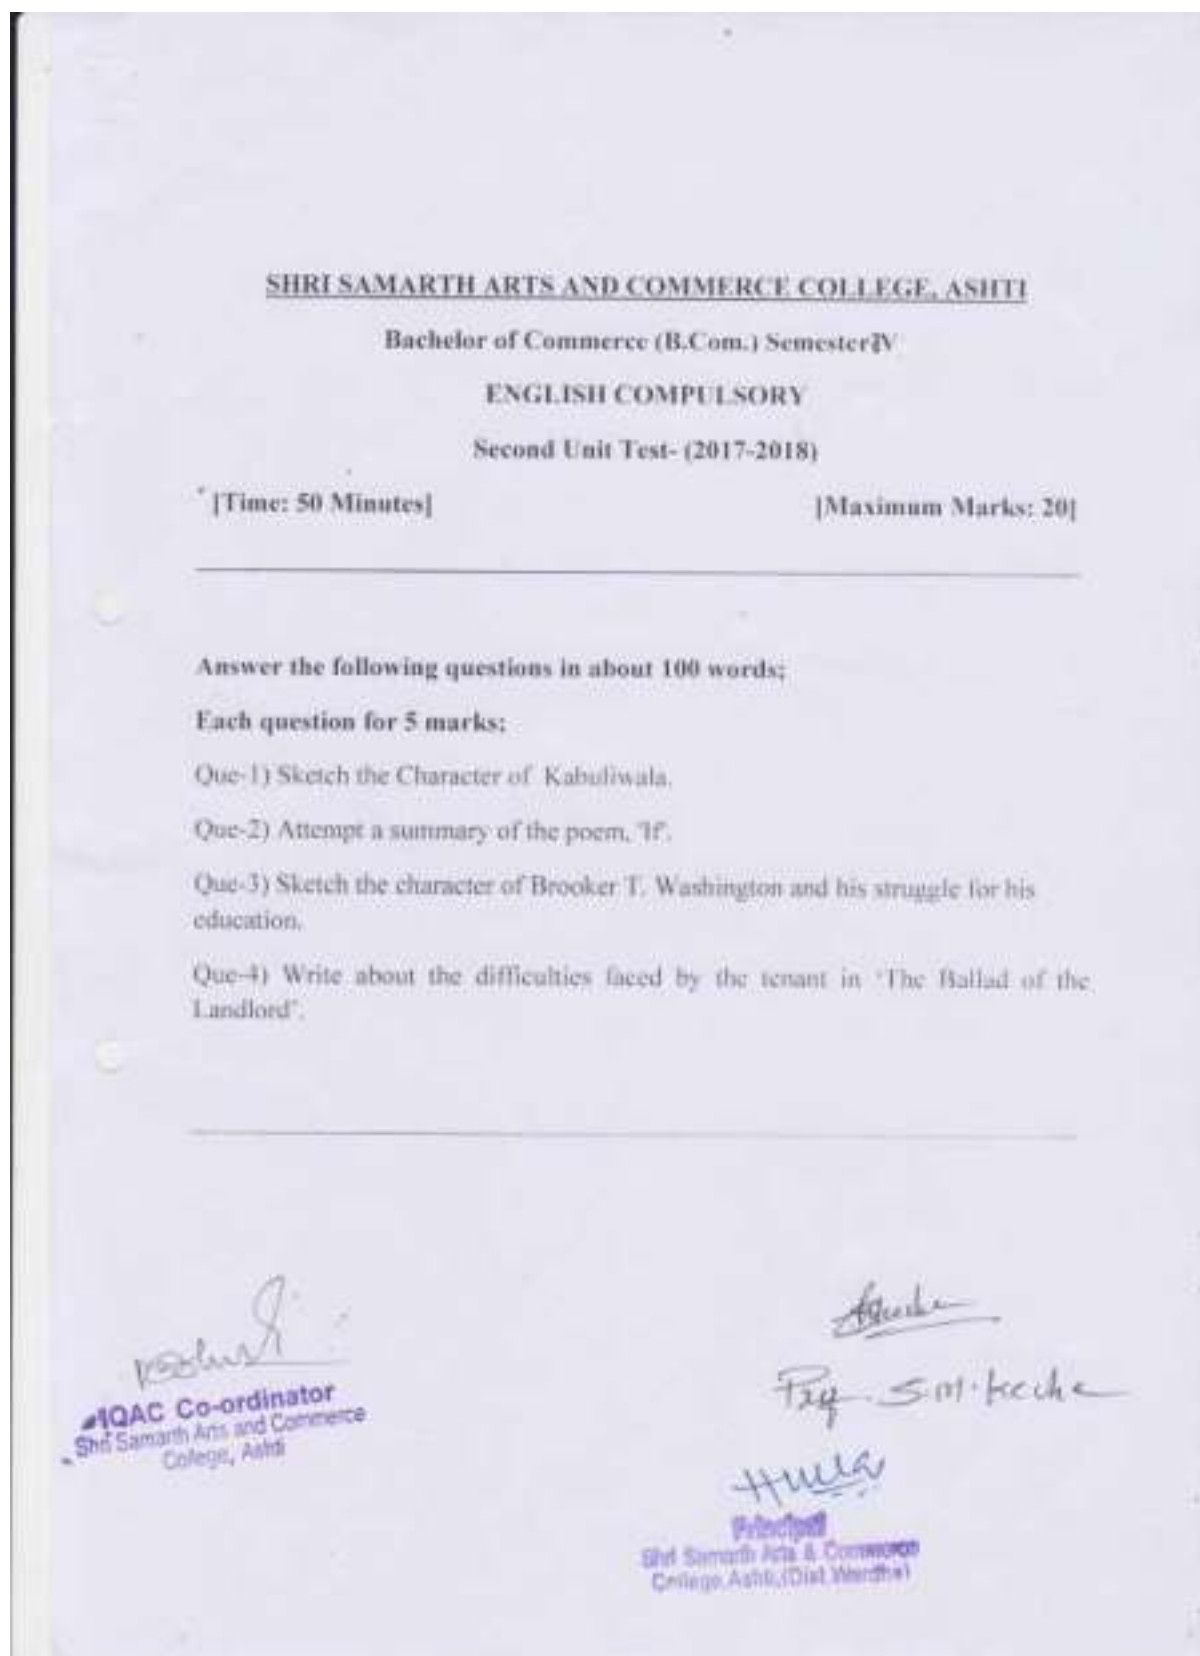 SHRI SAMARTH ARTS AND COMMERCE COLLEGE, ASHTI
Bachelor of Commerce (B.Com.) Semester IV
ENGLISH COMPULSORY
Second Unit Test- (2017-2018)
[Time: 50 Minutes] [Maximum Marks: 20]
Answer the following questions in about 100 words;
Each question for 5 marks;
Que-1) Sketch the Character of Kabuliwala.
Que-2) Attempt a summary of the poem, 'If'.
Que-3) Sketch the character of Brooker T. Washington and his struggle for his
education.
Que-4) Write about the difficulties faced by the tenant in 'The Ballad of the
Landlord'.
IQAC Co-ordinator
Shri Samarth Arts and Commerce
College, Ashti
S.M. Keche
Principal
Shri Samarth Arts & Commerce
College, Ashti, (Dist. Wardha)